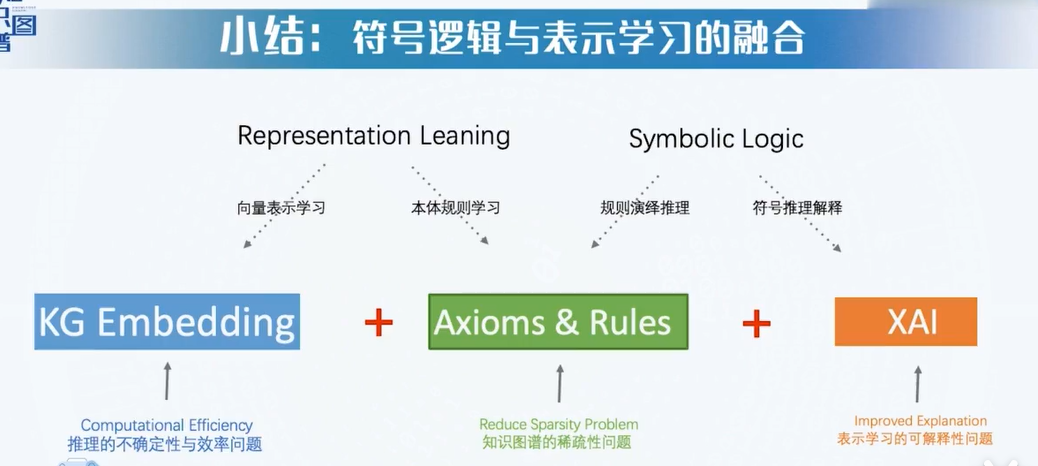 识图
谱
小结：符号逻辑与表示学习的融合
Representation Leaning
Symbolic Logic
向量表示学习
本体规则学习
规则演绎推理
符号推理解释
KG Embedding
+
Axioms & Rules
+
XAI
Computational Efficiency
推理的不确定性与效率问题
Reduce Sparsity Problem
知识图谱的稀疏性问题
Improved Explanation
表示学习的可解释性问题